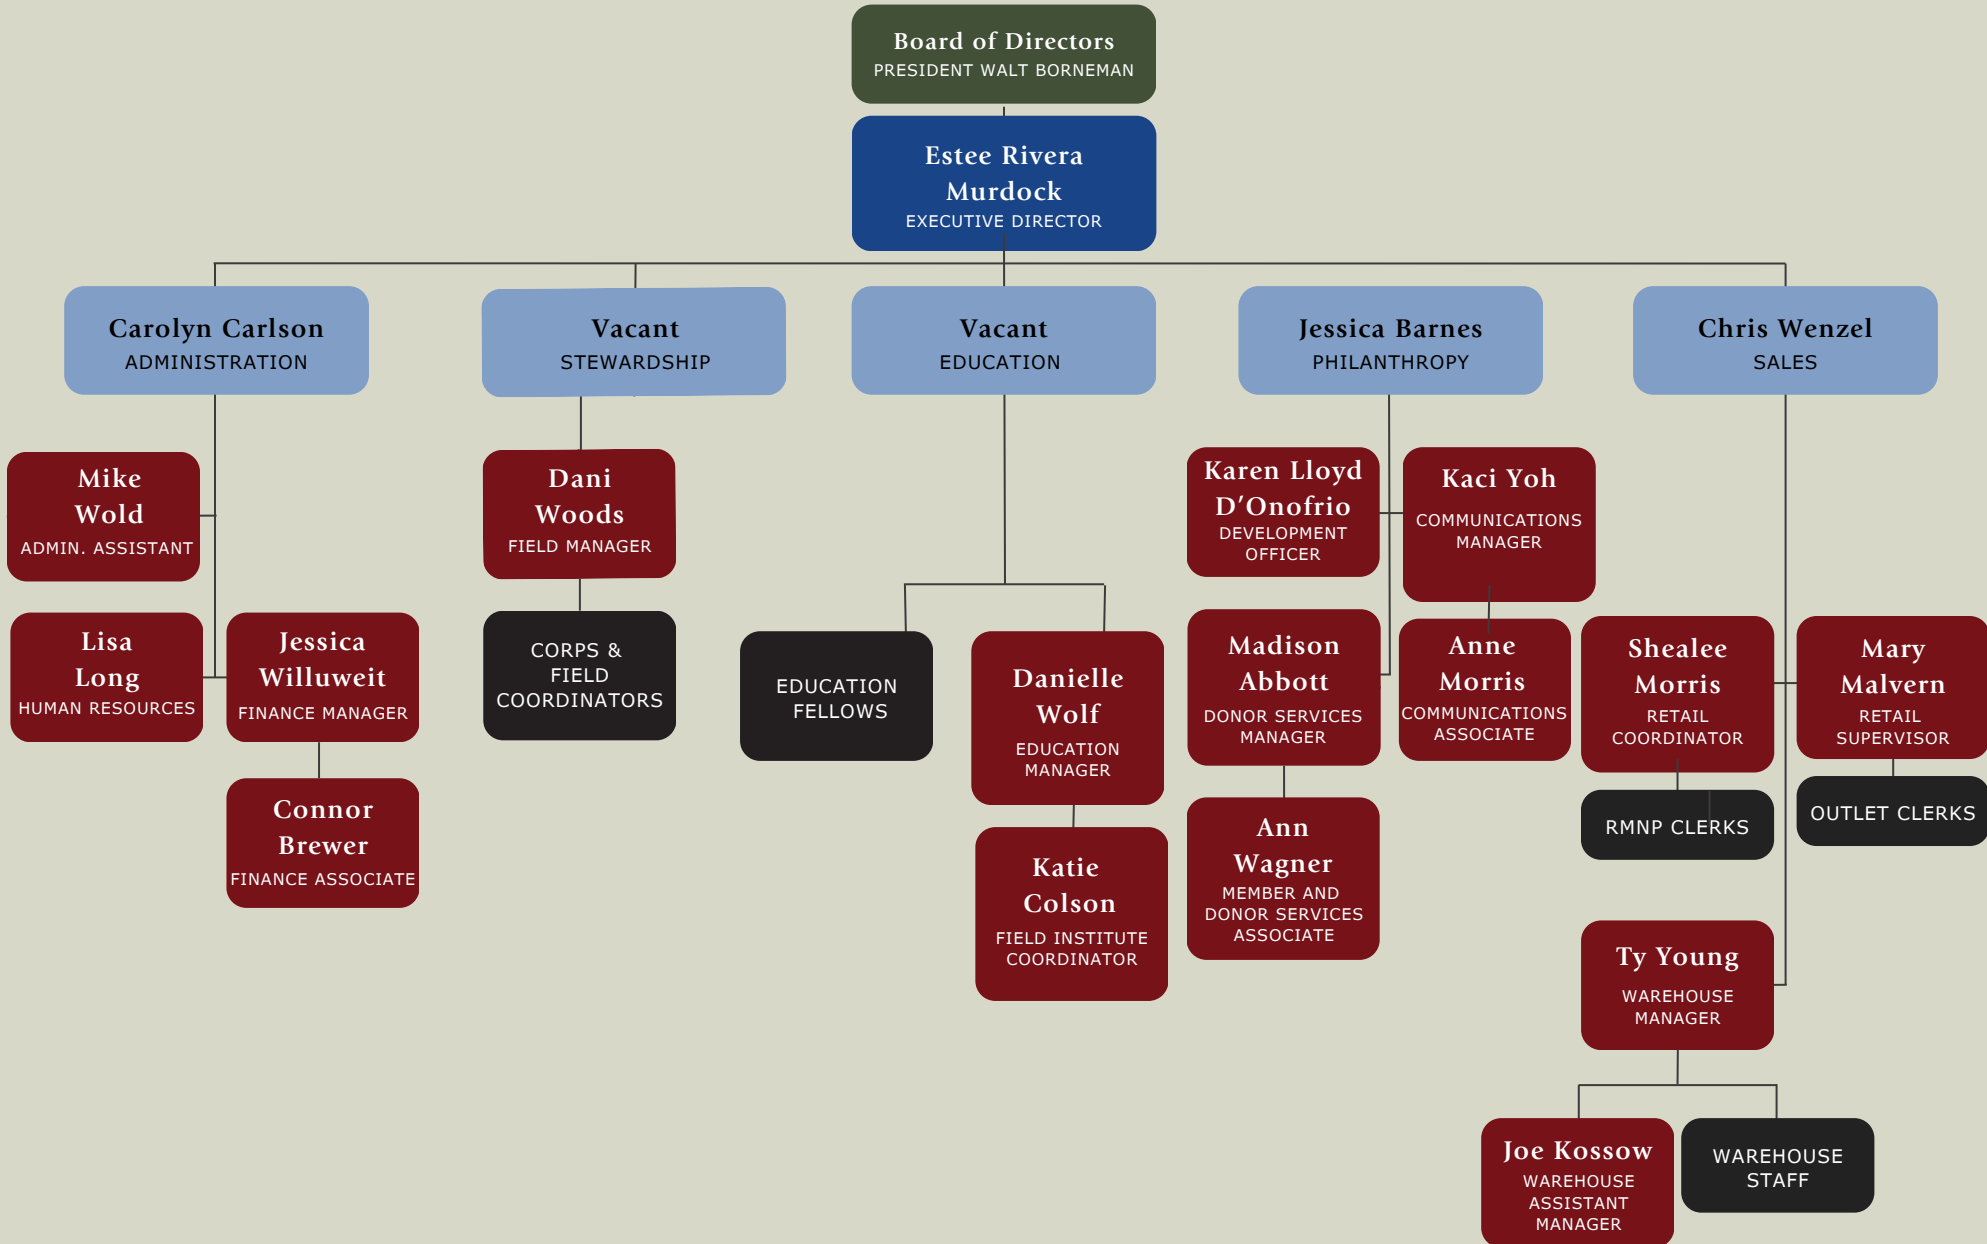 Board of Directors
PRESIDENT WALT BORNEMAN
Estee Rivera
Murdock
EXECUTIVE DIRECTOR
Carolyn Carlson
ADMINISTRATION
Vacant
STEWARDSHIP
Vacant
EDUCATION
Jessica Barnes
PHILANTHROPY
Chris Wenzel
SALES
Mike
Wold
ADMIN. ASSISTANT
Lisa
Long
HUMAN RESOURCES
Jessica
Willuweit
FINANCE MANAGER
Connor
Brewer
FINANCE ASSOCIATE
Dani
Woods
FIELD MANAGER
CORPS &
FIELD
COORDINATORS
EDUCATION
FELLOWS
Danielle
Wolf
EDUCATION
MANAGER
Katie
Colson
FIELD INSTITUTE
COORDINATOR
Karen Lloyd
D’Onofrio
DEVELOPMENT
OFFICER
Kaci Yoh
COMMUNICATIONS
MANAGER
Madison
Abbott
DONOR SERVICES
MANAGER
Anne
Morris
COMMUNICATIONS
ASSOCIATE
Ann
Wagner
MEMBER AND
DONOR SERVICES
ASSOCIATE
Shealee
Morris
RETAIL
COORDINATOR
Mary
Malvern
RETAIL
SUPERVISOR
RMNP CLERKS
OUTLET CLERKS
Ty Young
WAREHOUSE
MANAGER
Joe Kossow
WAREHOUSE
ASSISTANT
MANAGER
WAREHOUSE
STAFF